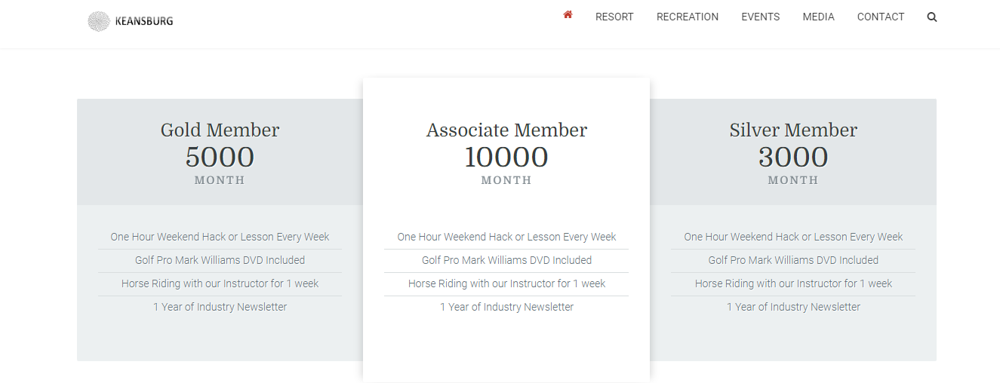 KEANSBURG
RESORT RECREATION EVENTS MEDIA CONTACT
Gold Member
5000
MONTH
One Hour Weekend Hack or Lesson Every Week
Golf Pro Mark Williams DVD Included
Horse Riding with our Instructor for 1 week
1 Year of Industry Newsletter
Associate Member
10000
MONTH
One Hour Weekend Hack or Lesson Every Week
Golf Pro Mark Williams DVD Included
Horse Riding with our Instructor for 1 week
1 Year of Industry Newsletter
Silver Member
3000
MONTH
One Hour Weekend Hack or Lesson Every Week
Golf Pro Mark Williams DVD Included
Horse Riding with our Instructor for 1 week
1 Year of Industry Newsletter